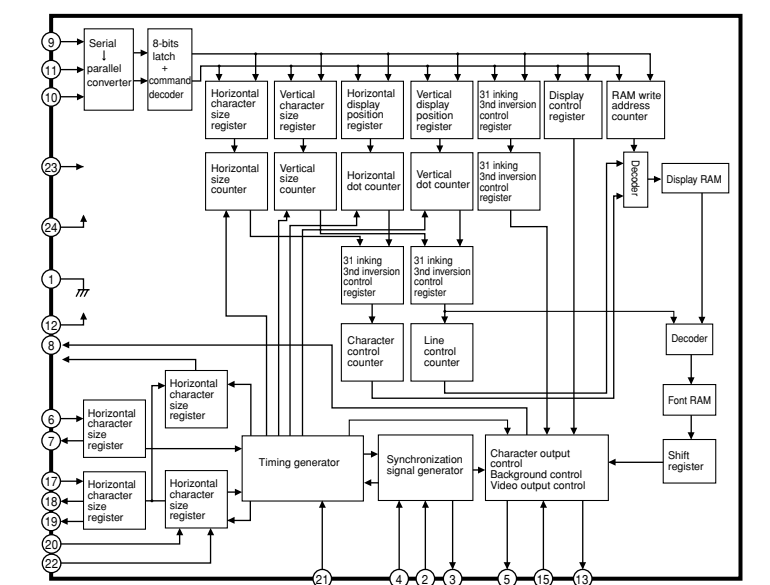 9
Serial
↓
parallel
converter
8-bits
latch
+
command
decoder
11
10
Horizontal
character
size
register
Vertical
character
size
register
Horizontal
display
position
register
Vertical
display
position
register
31 inking
3nd inversion
control
register
Display
control
register
RAM write
address
counter
23
Horizontal
size
counter
Vertical
size
counter
Horizontal
dot counter
Vertical
dot counter
31 inking
3nd inversion
control
register
Decoder
Display RAM
24
1
31 inking
3nd inversion
control
register
31 inking
3nd inversion
control
register
12
8
Character
control
counter
Line
control
counter
Decoder
Horizontal
character
size
register
Font RAM
6
7
Horizontal
character
size
register
Timing generator
Synchronization
signal generator
Character output
control
Background control
Video output control
Shift
register
17
18
19
Horizontal
character
size
register
Horizontal
character
size
register
20
22
21
4
2
3
5
15
13